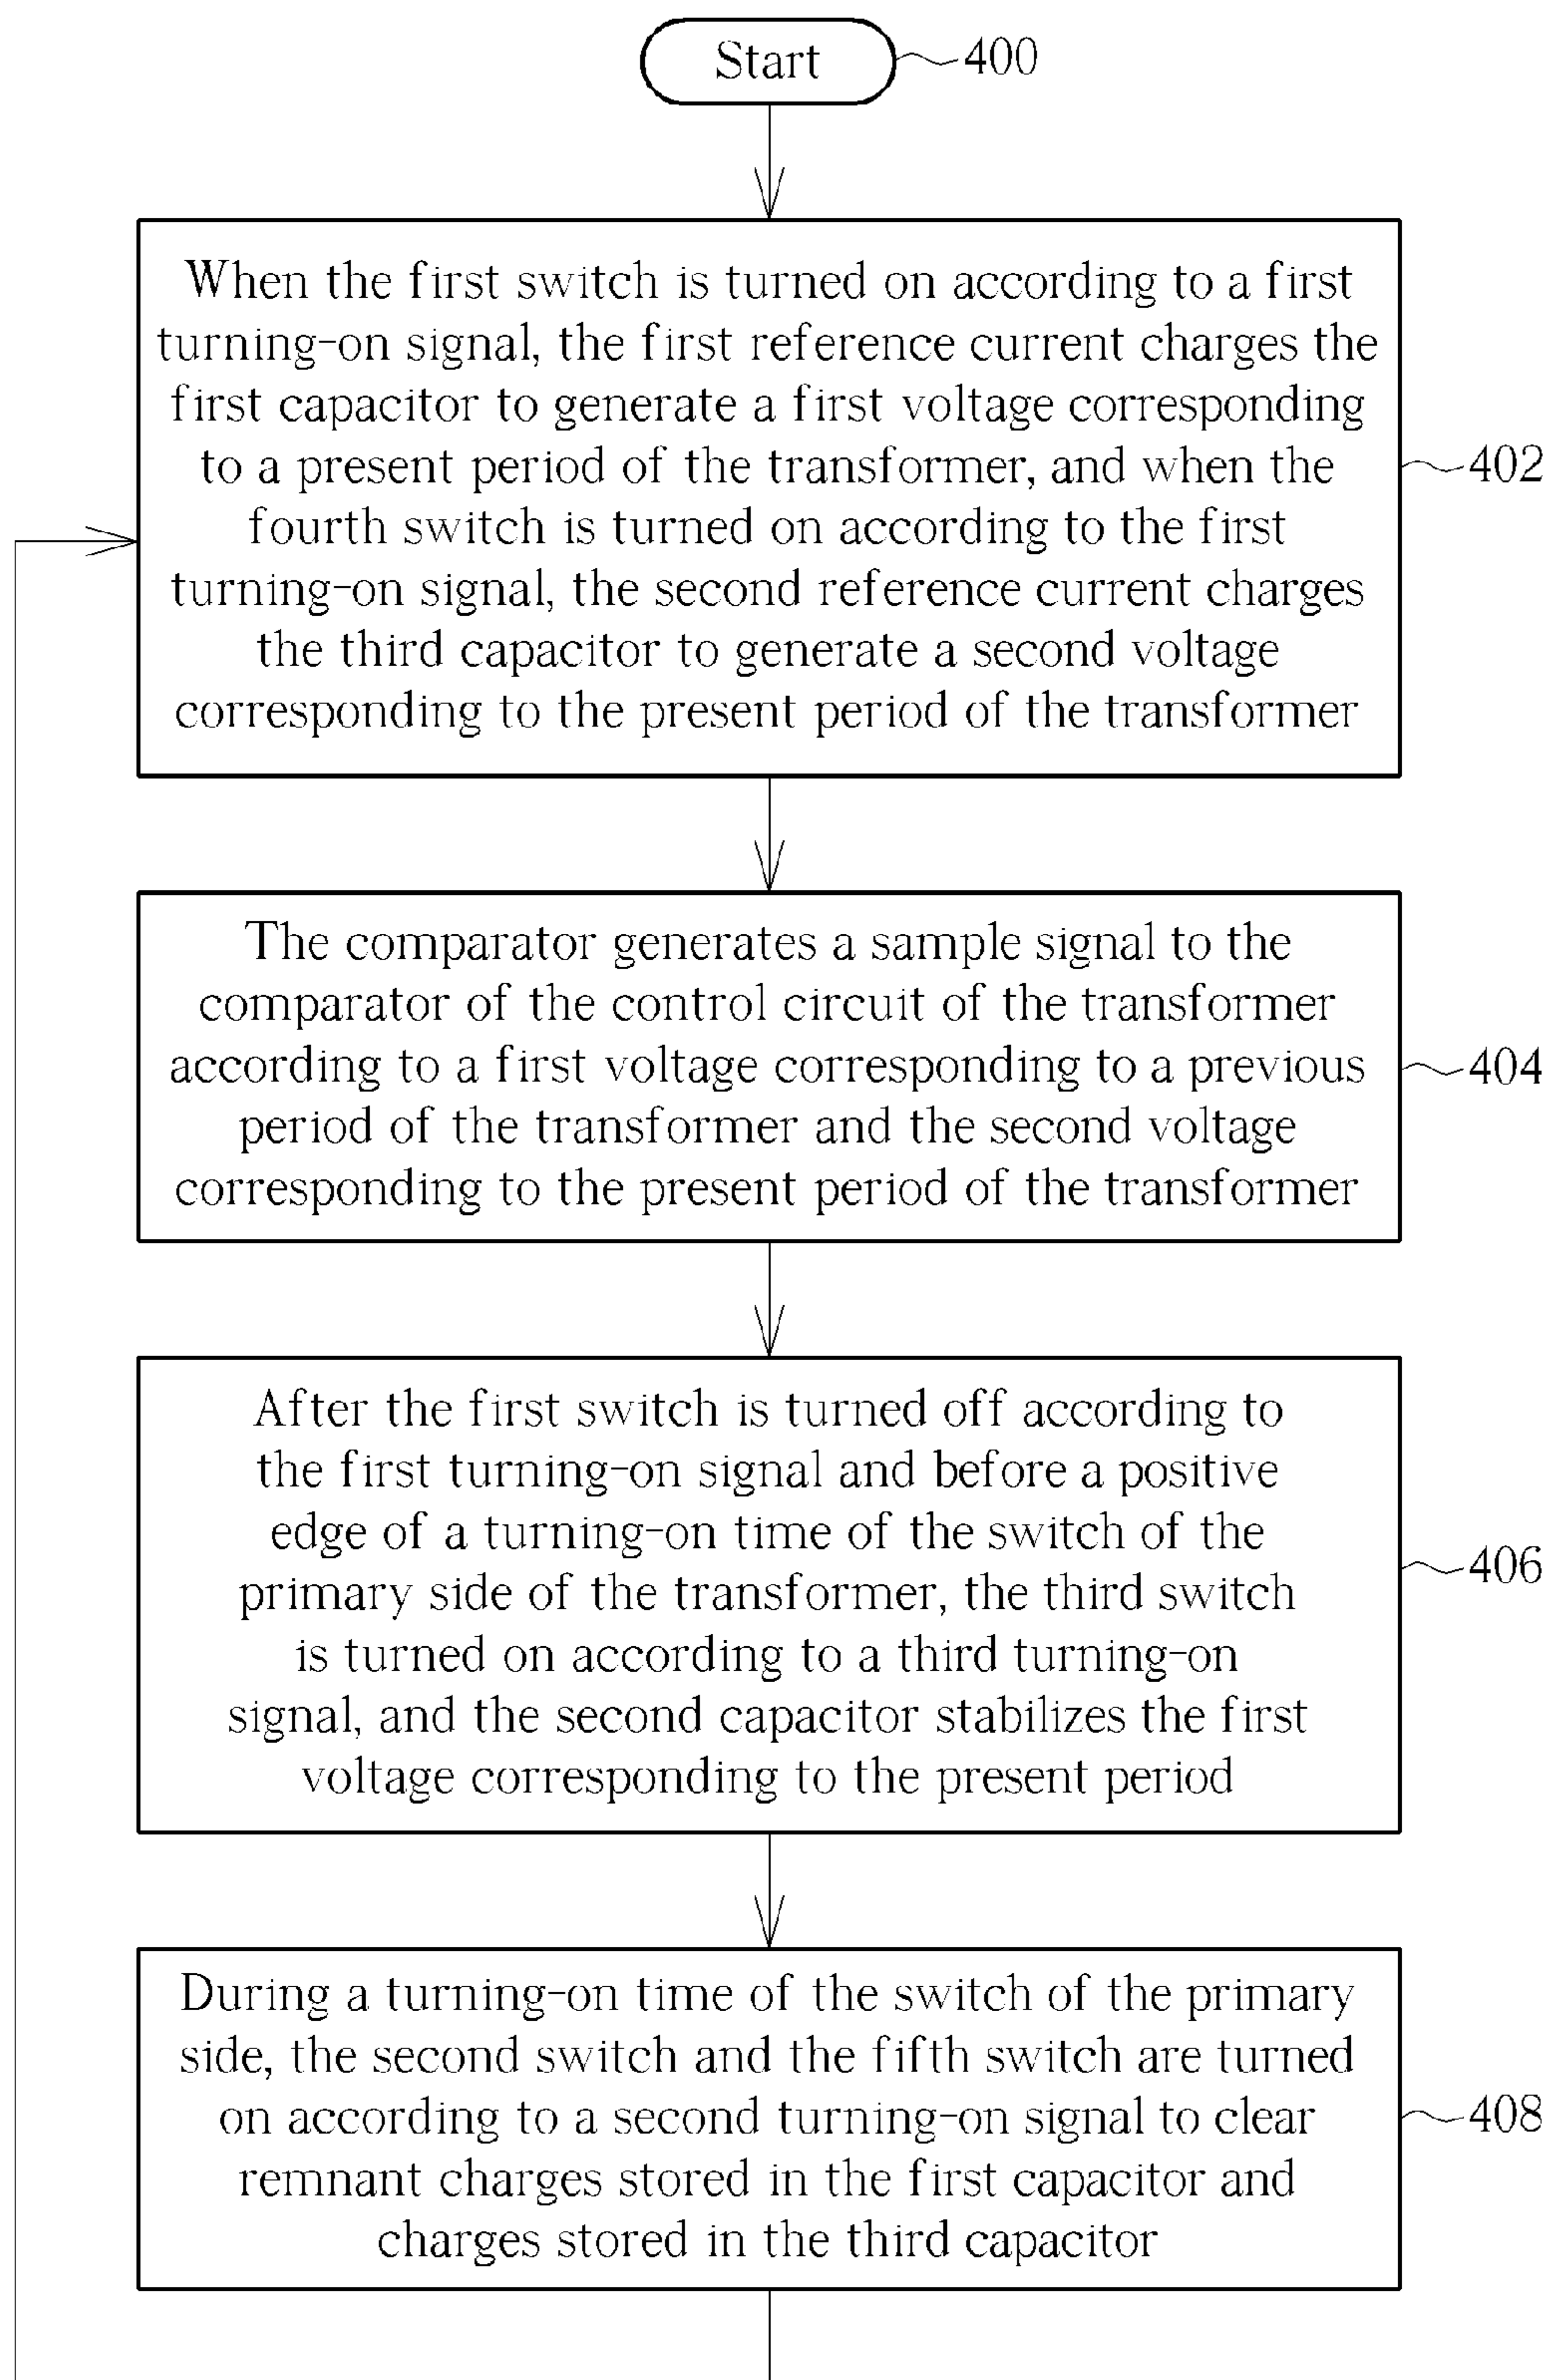 Start
400
When the first switch is turned on according to a first
turning-on signal, the first reference current charges the
first capacitor to generate a first voltage corresponding
to a present period of the transformer, and when the
fourth switch is turned on according to the first
turning-on signal, the second reference current charges
the third capacitor to generate a second voltage
corresponding to the present period of the transformer
402
The comparator generates a sample signal to the
comparator of the control circuit of the transformer
according to a first voltage corresponding to a previous
period of the transformer and the second voltage
corresponding to the present period of the transformer
404
After the first switch is turned off according to
the first turning-on signal and before a positive
edge of a turning-on time of the switch of the
primary side of the transformer, the third switch
is turned on according to a third turning-on
signal, and the second capacitor stabilizes the first
voltage corresponding to the present period
406
During a turning-on time of the switch of the primary
side, the second switch and the fifth switch are turned
on according to a second turning-on signal to clear
remnant charges stored in the first capacitor and
charges stored in the third capacitor
408